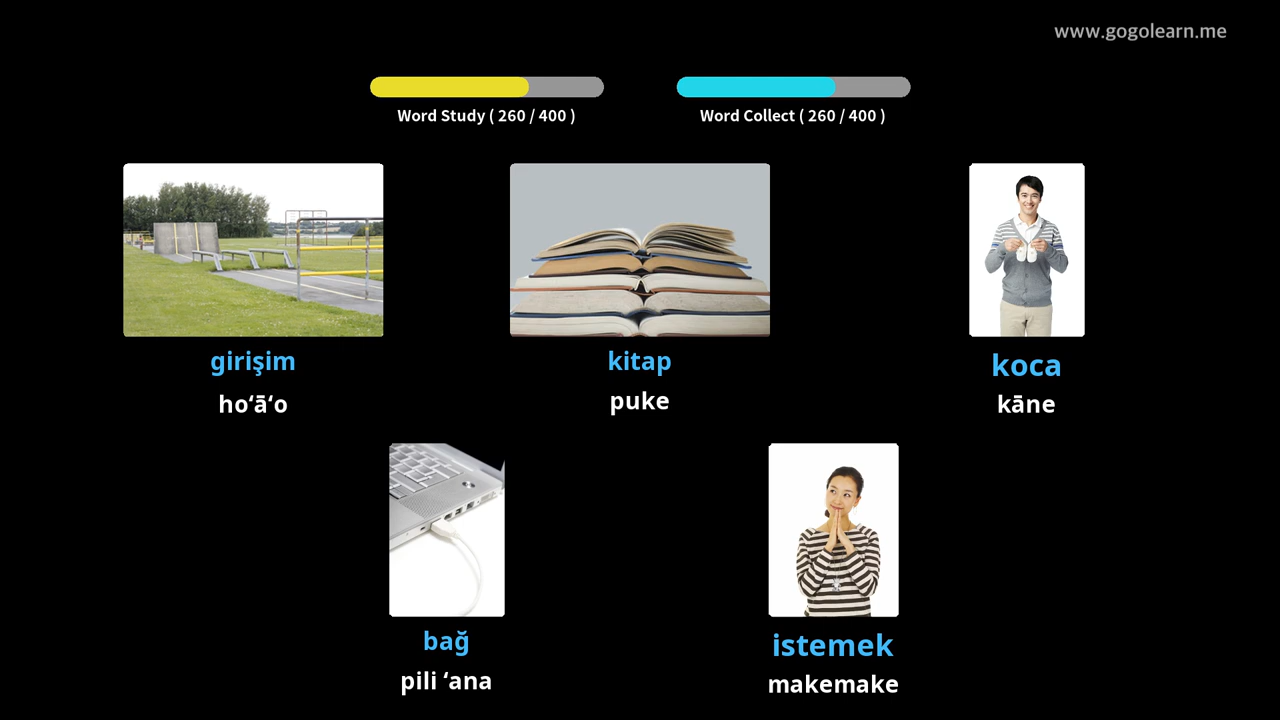 www.gogolearn.me
Word Study ( 260 / 400 )
Word Collect ( 260 / 400 )
girişim
hoʻāʻo
kitap
puke
koca
kāne
bağ
pili ʻana
istemek
makemake